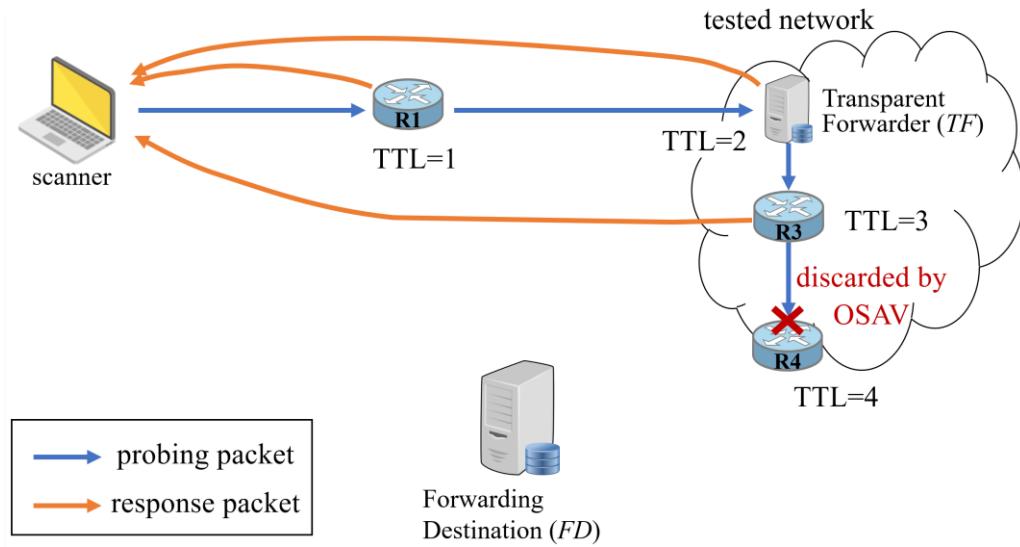 tested network
R1
Transparent
Forwarder (TF)
TTL=1
TTL=2
scanner
R3
TTL=3
discarded by
OSAV
R4
TTL=4
probing packet
response packet
Forwarding
Destination (FD)